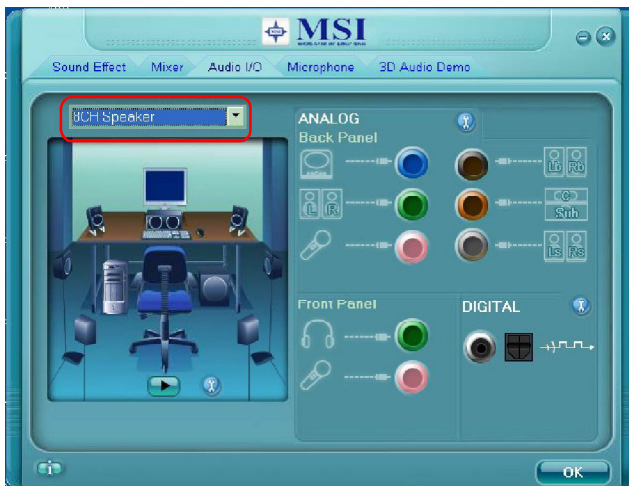 MSI
Sound Effect Mixer Audio I/O Microphone 3D Audio Demo
8CH Speaker
ANALOG
Back Panel
Lb Rb
L R
C
Sub
Ls Rs
Front Panel
DIGITAL
i
OK